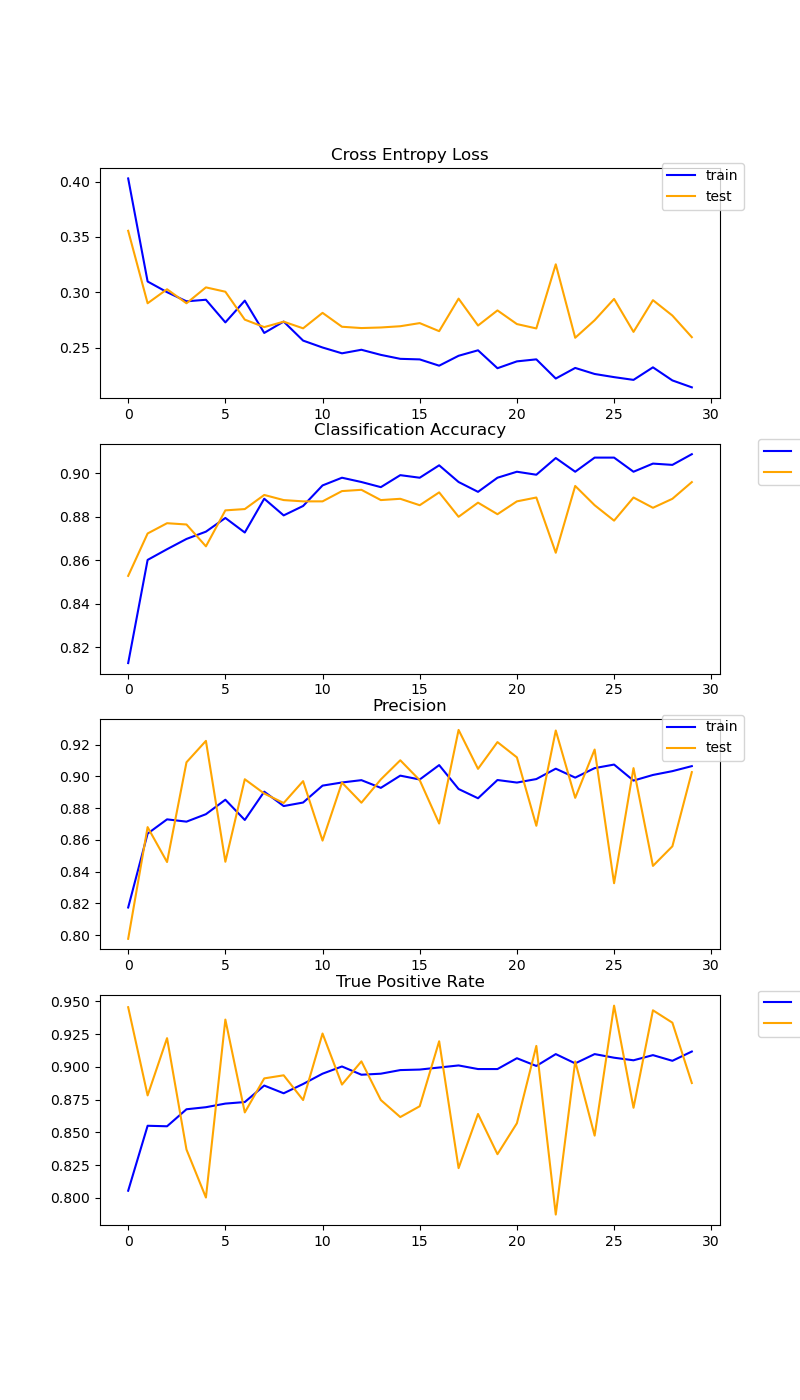 Cross Entropy Loss
train
test
0.40
0.35
0.30
0.25
0 5 10 15 20 25 30
Classification Accuracy
0.90
0.88
0.86
0.84
0.82
0 5 10 15 20 25 30
Precision
train
test
0.92
0.90
0.88
0.86
0.84
0.82
0.80
0 5 10 15 20 25 30
True Positive Rate
0.950
0.925
0.900
0.875
0.850
0.825
0.800
0 5 10 15 20 25 30